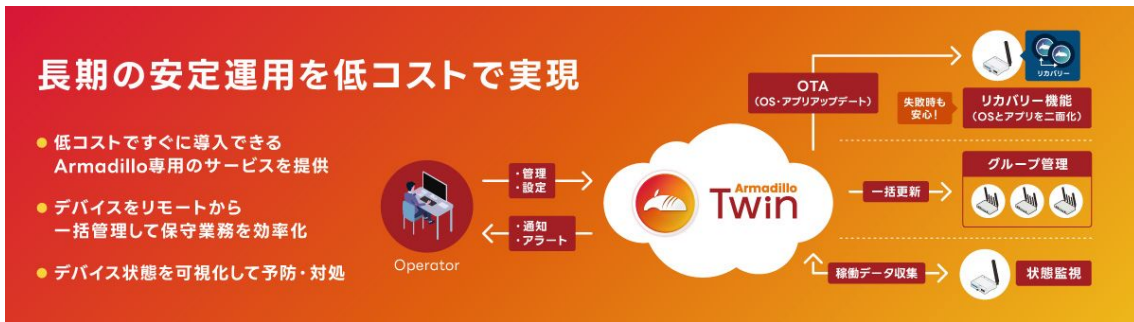 長期の安定運用を低コストで実現
低コストですぐに導入できる
Armadillo専用のサービスを提供
デバイスをリモートから
一括管理して保守業務を効率化
デバイス状態を可視化して予防・対処
Operator
・管理
・設定
・通知
・アラート
Armadillo
Twin
OTA
(OS・アプリアップデート)
失敗時も
安心!
リカバリー
リカバリー機能
(OSとアプリを二面化)
一括更新
グループ管理
稼働データ収集
状態監視